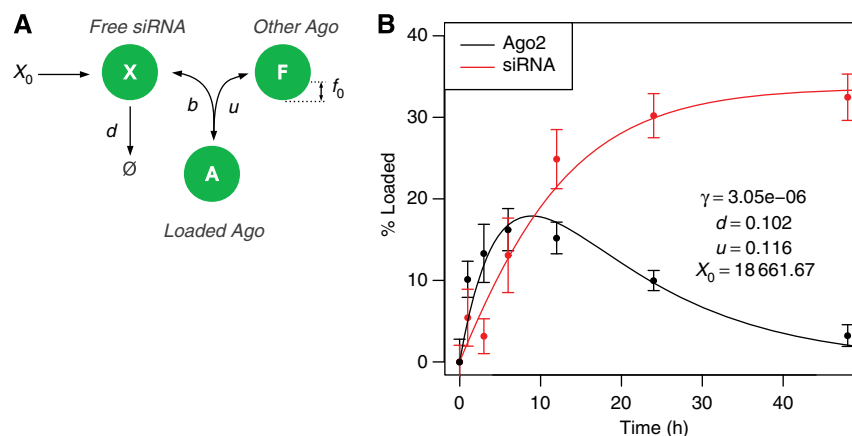 A
Free siRNA
Other Ago
X0
X
F
f0
b
u
d
Ø
A
Loaded Ago
B
Ago2
siRNA
% Loaded
40
30
20
10
0
γ = 3.05e−06
d = 0.102
u = 0.116
X0 = 18 661.67
0
10
20
30
40
Time (h)